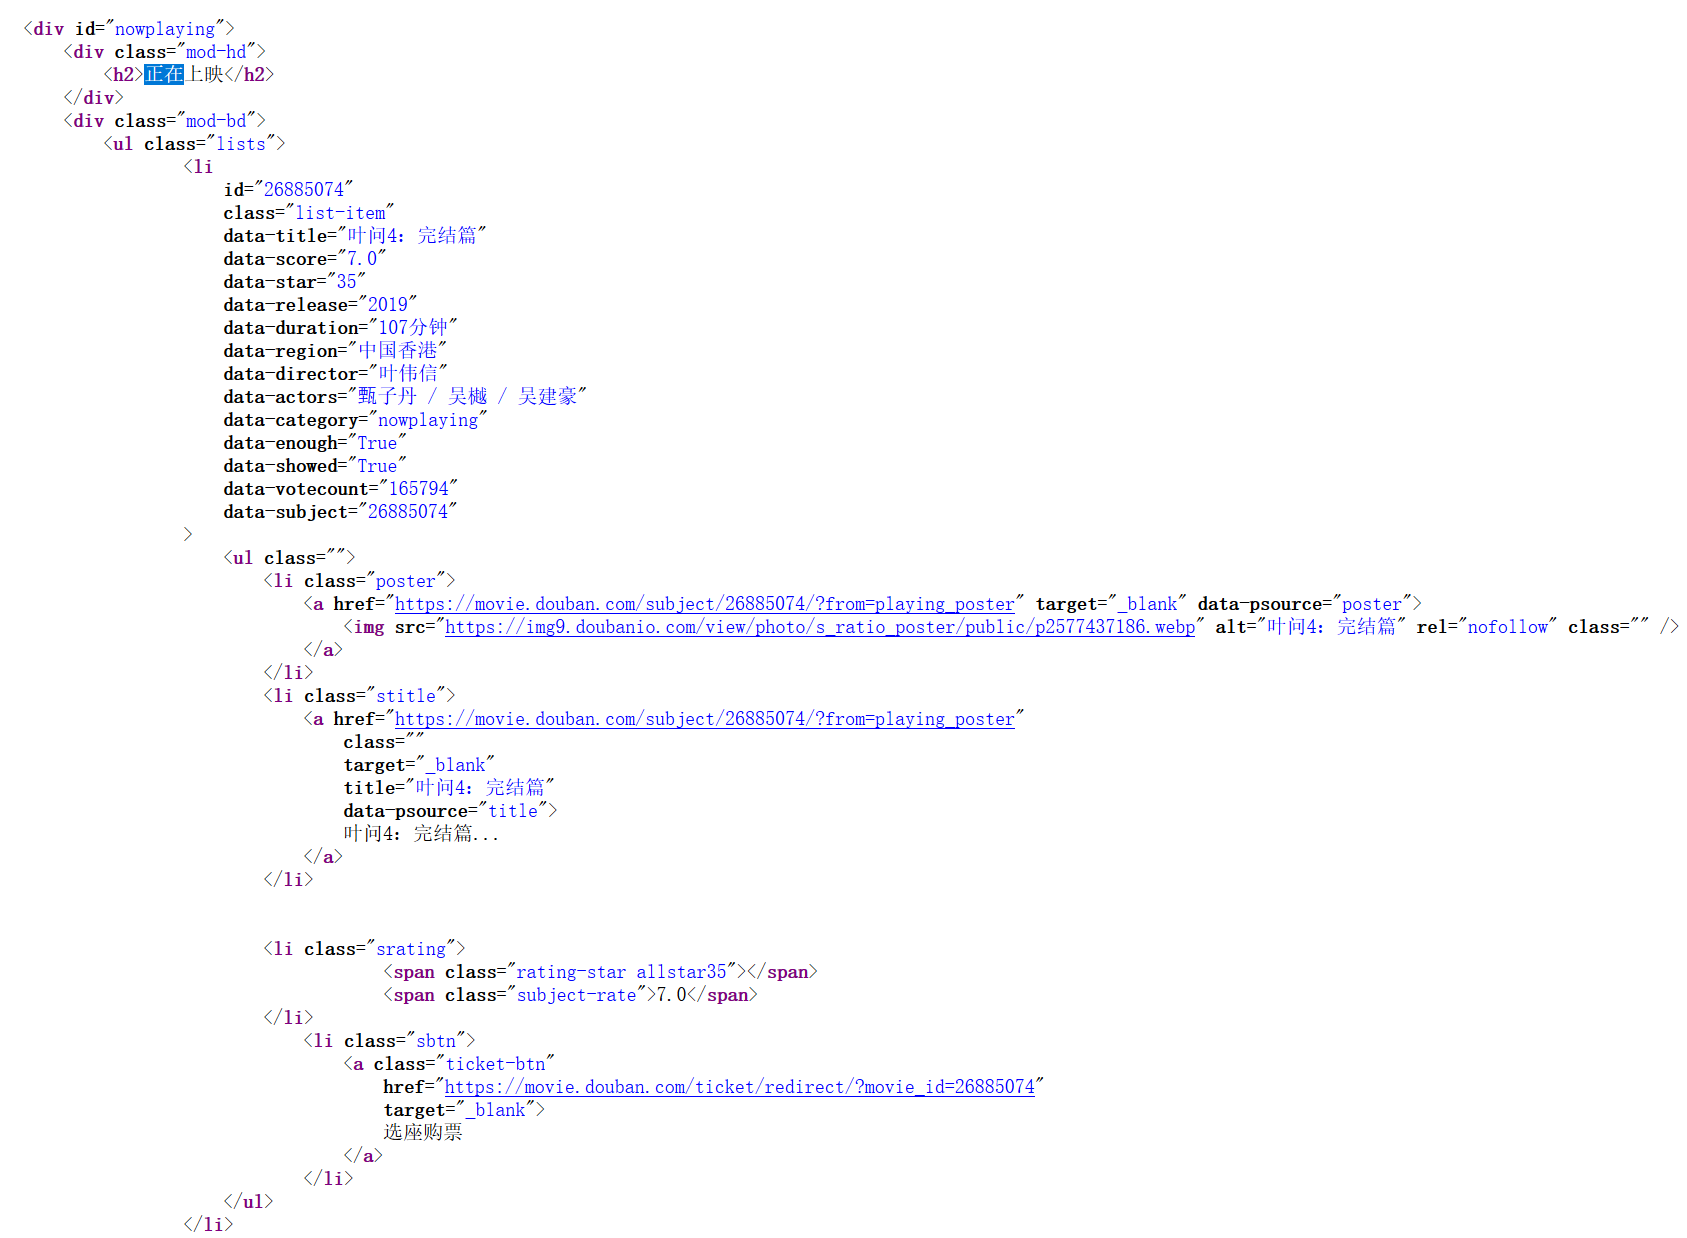 <div id="nowplaying">
<div class="mod-hd">
<h2>正在上映</h2>
</div>
<div class="mod-bd">
<ul class="lists">
<li
id="26885074"
class="list-item"
data-title="叶问4：完结篇"
data-score="7.0"
data-star="35"
data-release="2019"
data-duration="107分钟"
data-region="中国香港"
data-director="叶伟信"
data-actors="甄子丹 / 吴樾 / 吴建豪"
data-category="nowplaying"
data-enough="True"
data-showed="True"
data-votecount="165794"
data-subject="26885074"
>
<ul class="">
<li class="poster">
<a href="https://movie.douban.com/subject/26885074/?from=playing_poster" target="_blank" data-psource="poster">
<img src="https://img9.doubanio.com/view/photo/s_ratio_poster/public/p2577437186.webp" alt="叶问4：完结篇" rel="nofollow" class="" />
</a>
</li>
<li class="stitle">
<a href="https://movie.douban.com/subject/26885074/?from=playing_poster"
class=""
target="_blank"
title="叶问4：完结篇"
data-psource="title">
叶问4：完结篇...
</a>
</li>
<li class="srating">
<span class="rating-star allstar35"></span>
<span class="subject-rate">7.0</span>
</li>
<li class="sbtn">
<a class="ticket-btn"
href="https://movie.douban.com/ticket/redirect/?movie_id=26885074"
target="_blank">
选座购票
</a>
</li>
</ul>
</li>